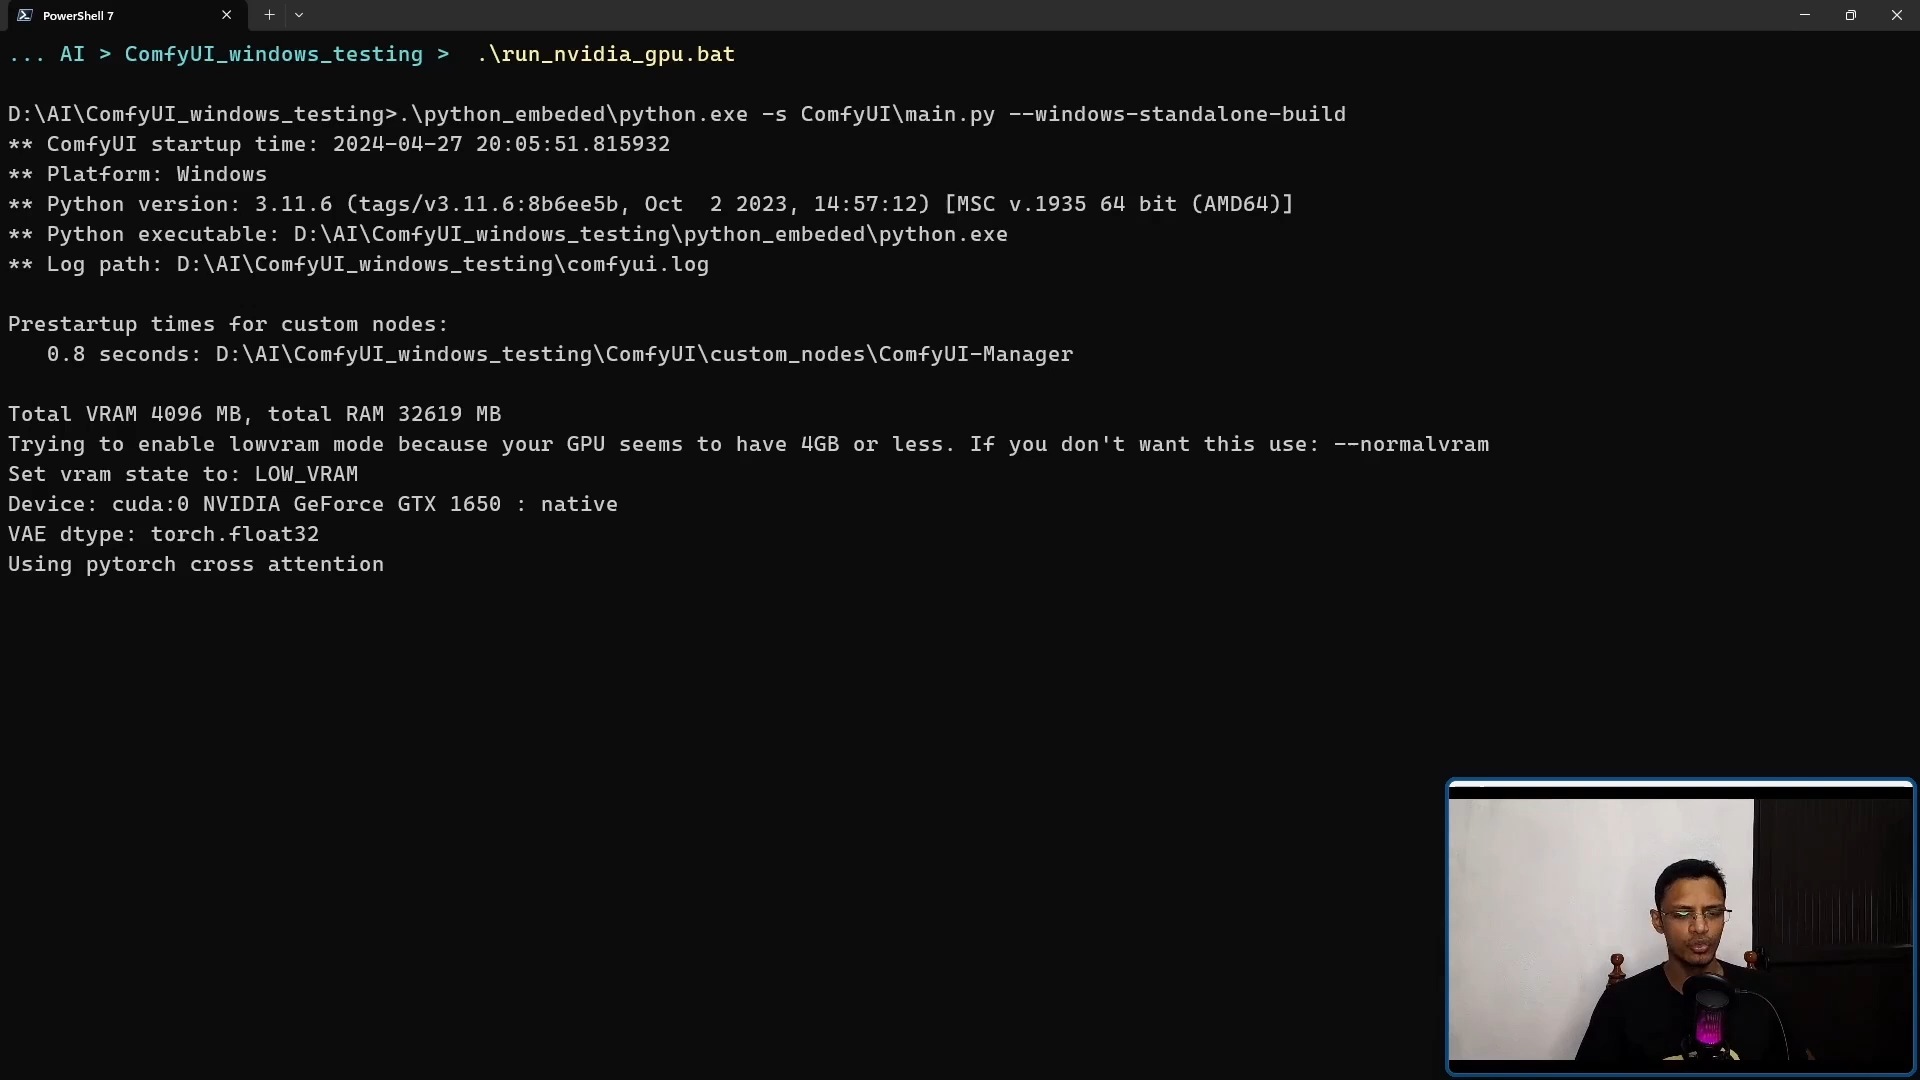 PowerShell 7
... AI > ComfyUI_windows_testing > .\run_nvidia_gpu.bat
D:\AI\ComfyUI_windows_testing>.\python_embeded\python.exe -s ComfyUI\main.py --windows-standalone-build
** ComfyUI startup time: 2024-04-27 20:05:51.815932
** Platform: Windows
** Python version: 3.11.6 (tags/v3.11.6:8b6ee5b, Oct  2 2023, 14:57:12) [MSC v.1935 64 bit (AMD64)]
** Python executable: D:\AI\ComfyUI_windows_testing\python_embeded\python.exe
** Log path: D:\AI\ComfyUI_windows_testing\comfyui.log
Prestartup times for custom nodes:
   0.8 seconds: D:\AI\ComfyUI_windows_testing\ComfyUI\custom_nodes\ComfyUI-Manager
Total VRAM 4096 MB, total RAM 32619 MB
Trying to enable lowvram mode because your GPU seems to have 4GB or less. If you don't want this use: --normalvram
Set vram state to: LOW_VRAM
Device: cuda:0 NVIDIA GeForce GTX 1650 : native
VAE dtype: torch.float32
Using pytorch cross attention